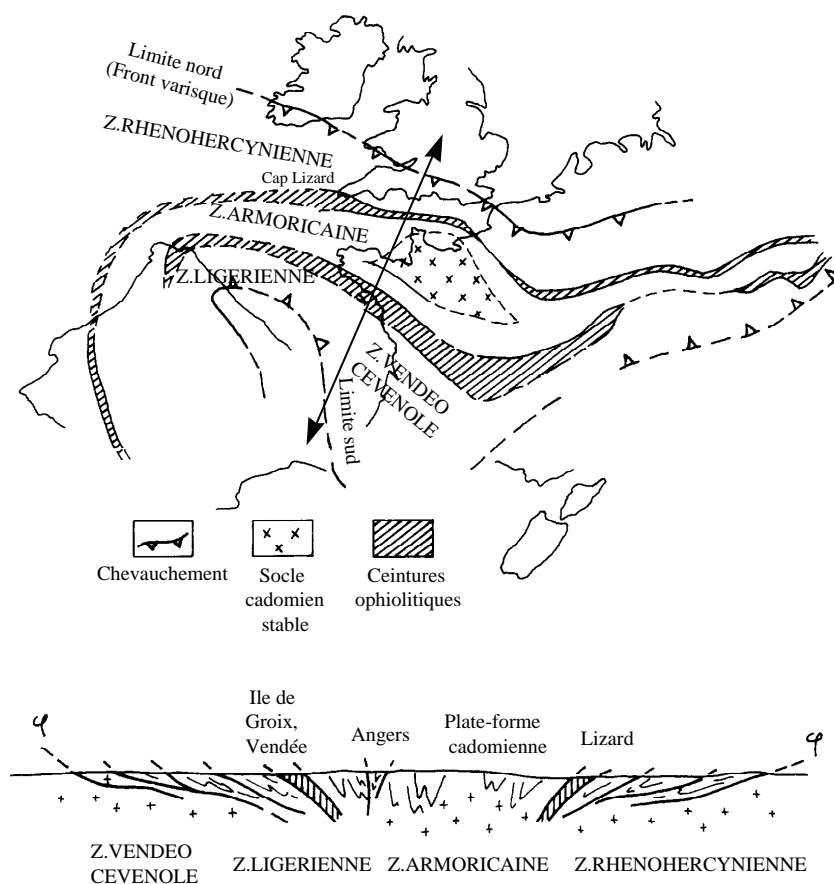 Limite nord
(Front varisque)
Z.RHENOHERCYNIENNE
Cap Lizard
Z.ARMORICAINE
Z.LIGERIENNE
Z.VENDEO
CEVENOLE
Limite sud
Chevauchement
Socle
cadomien
stable
Ceintures
ophiolitiques
Ile de
Groix,
Vendée
Angers
Plate-forme
cadomienne
Lizard
φ
φ
Z.VENDEO
CEVENOLE
Z.LIGERIENNE
Z.ARMORICAINE
Z.RHENOHERCYNIENNE